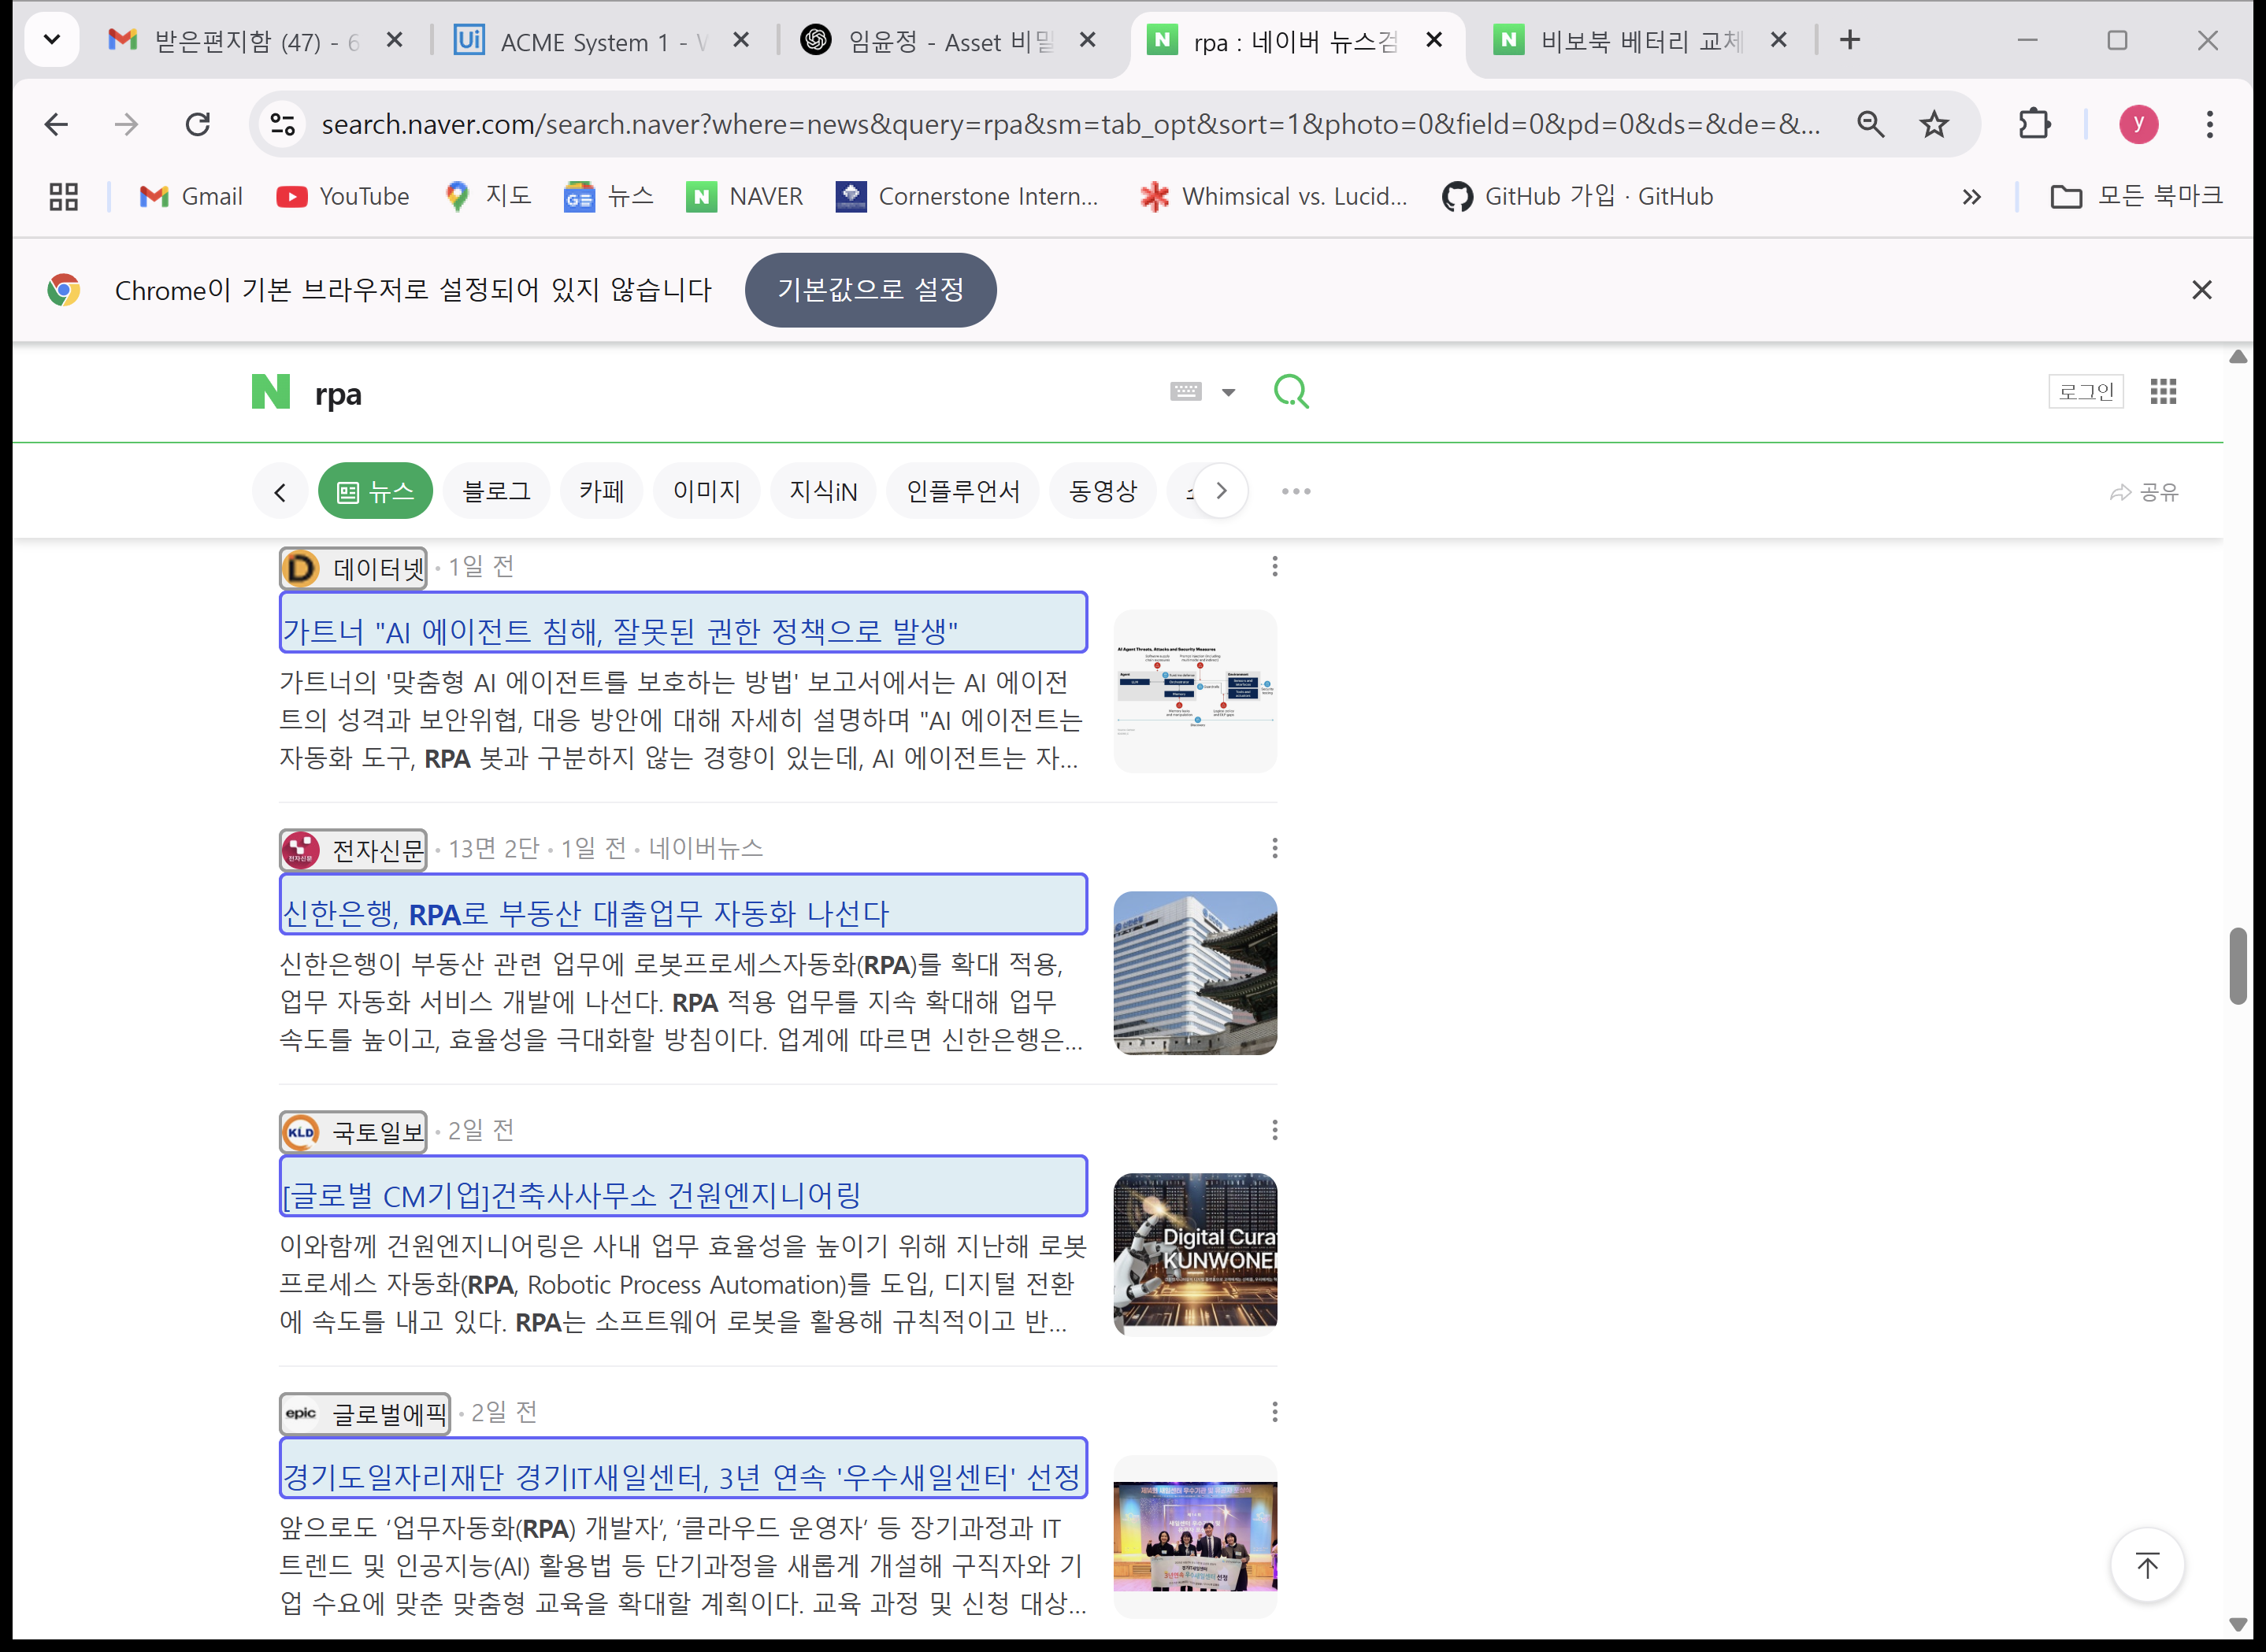 받은편지함 (47) - 6
ACME System 1 - W
임윤정 - Asset 비밀
rpa : 네이버 뉴스검
비보북 베터리 교체
search.naver.com/search.naver?where=news&query=rpa&sm=tab_opt&sort=1&photo=0&field=0&pd=0&ds=&de=&...
y
Gmail
YouTube
지도
뉴스
NAVER
Cornerstone Intern...
Whimsical vs. Lucid...
GitHub 가입 · GitHub
모든 북마크
Chrome이 기본 브라우저로 설정되어 있지 않습니다
기본값으로 설정
rpa
로그인
뉴스
블로그
카페
이미지
지식iN
인플루언서
동영상
공유
데이터넷 · 1일 전
가트너 "AI 에이전트 침해, 잘못된 권한 정책으로 발생"
가트너의 '맞춤형 AI 에이전트를 보호하는 방법' 보고서에서는 AI 에이전
트의 성격과 보안위협, 대응 방안에 대해 자세히 설명하며 "AI 에이전트는
자동화 도구, RPA 봇과 구분하지 않는 경향이 있는데, AI 에이전트는 자...
AI Agent Threats, Attacks and Security Measures
전자신문 · 13면 2단 · 1일 전 · 네이버뉴스
신한은행, RPA로 부동산 대출업무 자동화 나선다
신한은행이 부동산 관련 업무에 로봇프로세스자동화(RPA)를 확대 적용,
업무 자동화 서비스 개발에 나선다. RPA 적용 업무를 지속 확대해 업무
속도를 높이고, 효율성을 극대화할 방침이다. 업계에 따르면 신한은행은...
KLD 국토일보 · 2일 전
[글로벌 CM기업]건축사사무소 건원엔지니어링
이와함께 건원엔지니어링은 사내 업무 효율성을 높이기 위해 지난해 로봇
프로세스 자동화(RPA, Robotic Process Automation)를 도입, 디지털 전환
에 속도를 내고 있다. RPA는 소프트웨어 로봇을 활용해 규칙적이고 반...
Digital Cura
KUNWONE
epic 글로벌에픽 · 2일 전
경기도일자리재단 경기IT새일센터, 3년 연속 '우수새일센터' 선정
앞으로도 ‘업무자동화(RPA) 개발자’, ‘클라우드 운영자’ 등 장기과정과 IT
트렌드 및 인공지능(AI) 활용법 등 단기과정을 새롭게 개설해 구직자와 기
업 수요에 맞춘 맞춤형 교육을 확대할 계획이다. 교육 과정 및 신청 대상...